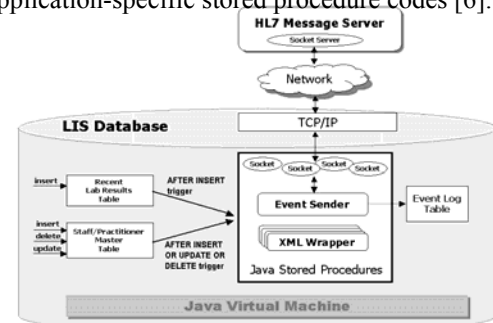 pplication-specific stored procedure codes [6].
HL7 Message Server
Socket Server
Network
TCP/IP
LIS Database
Socket Socket Socket Socket
insert
Recent
Lab Results
Table
AFTER INSERT
trigger
Event Sender
Event Log
Table
insert
delete
update
Staff/Practitioner
Master
Table
AFTER INSERT
OR UPDATE OR
DELETE trigger
XML Wrapper
Java Stored Procedures
Java Virtual Machine